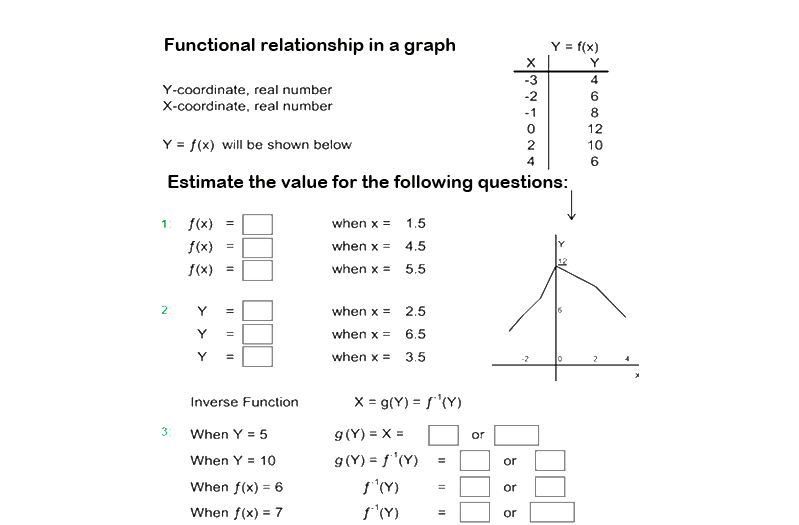 Functional relationship in a graph
Y = f(x)
X Y
-3 4
-2 6
-1 8
0 12
2 10
4 6
Y-coordinate, real number
X-coordinate, real number
Y = f(x) will be shown below
Estimate the value for the following questions:
1. f(x) = when x = 1.5
f(x) = when x = 4.5
f(x) = when x = 5.5
Y
12
6
-2 0 2 4
x
2. Y = when x = 2.5
Y = when x = 6.5
Y = when x = 3.5
Inverse Function X = g(Y) = f⁻¹(Y)
3. When Y = 5 g(Y) = X = or
When Y = 10 g(Y) = f⁻¹(Y) = or
When f(x) = 6 f⁻¹(Y) = or
When f(x) = 7 f⁻¹(Y) = or